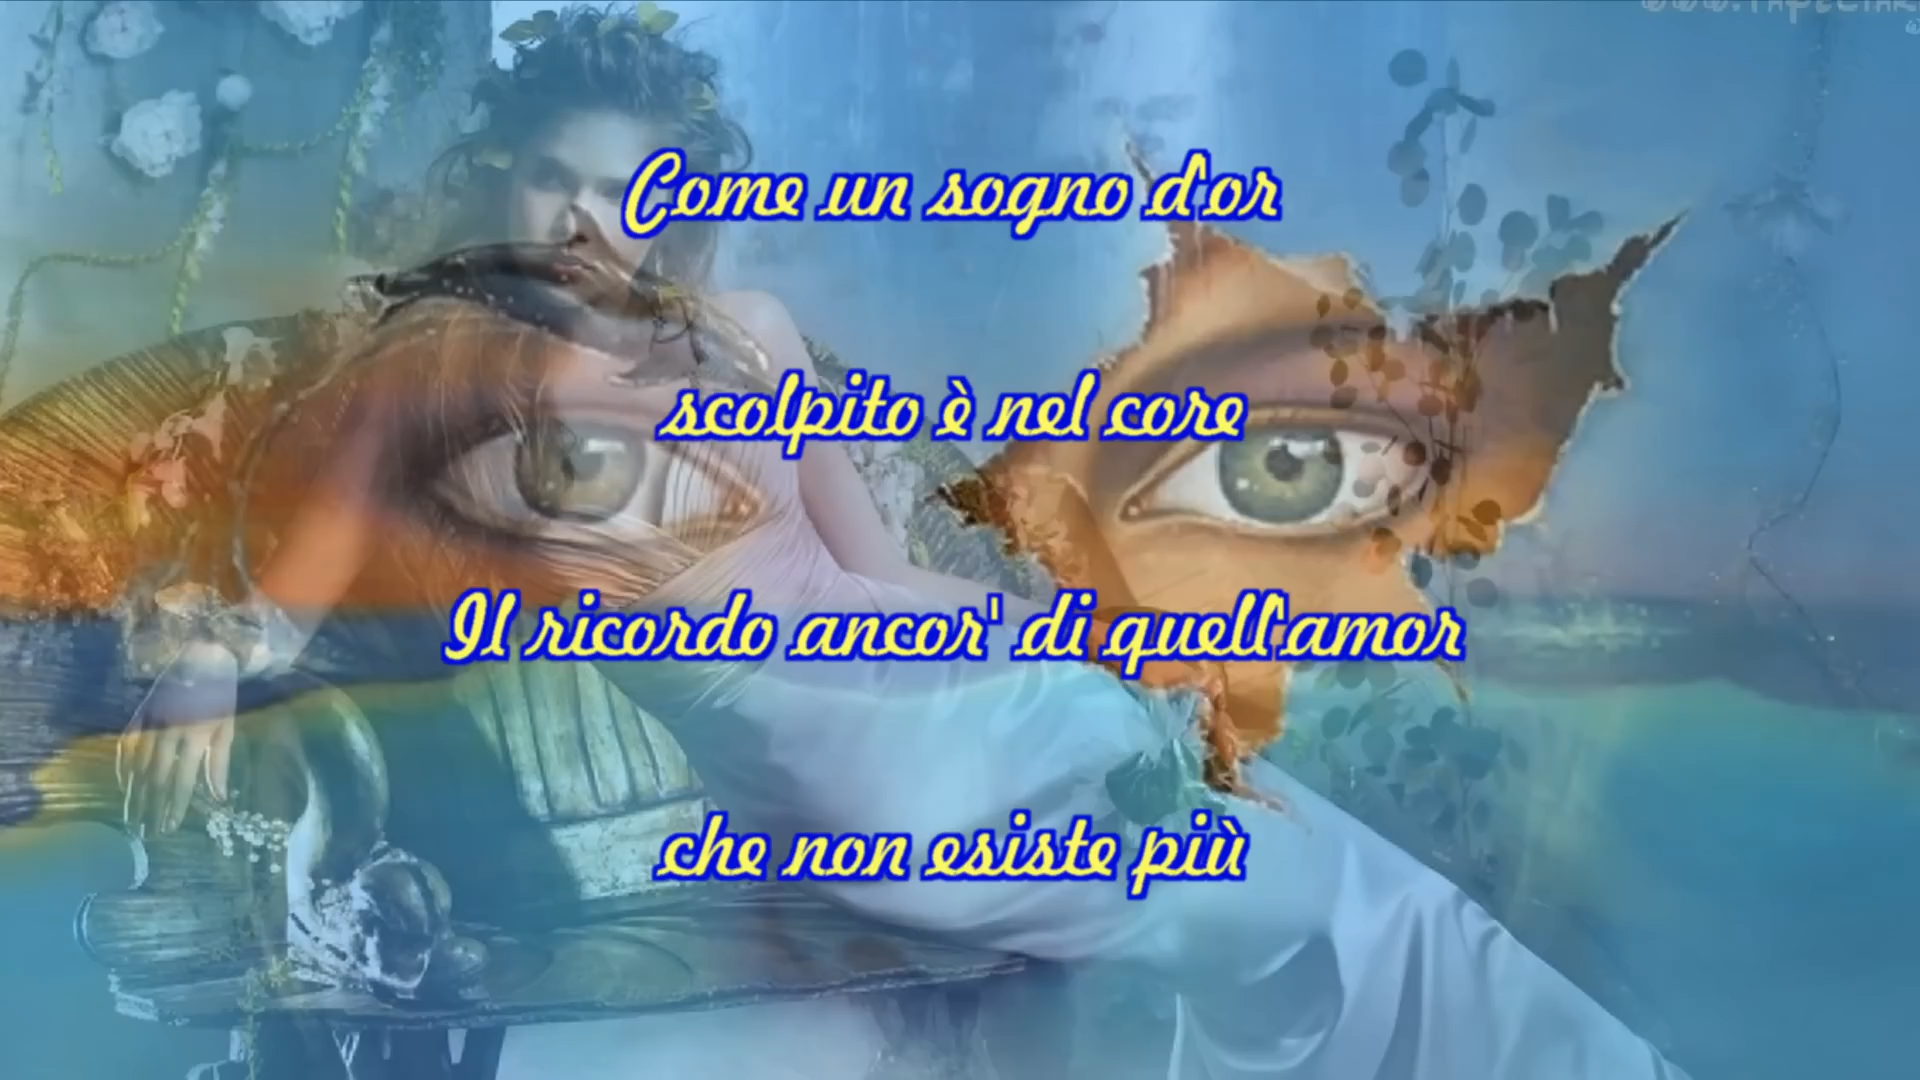 Come un sogno d'or
scolpito è nel core
Il ricordo ancor' di quell'amor
che non esiste più